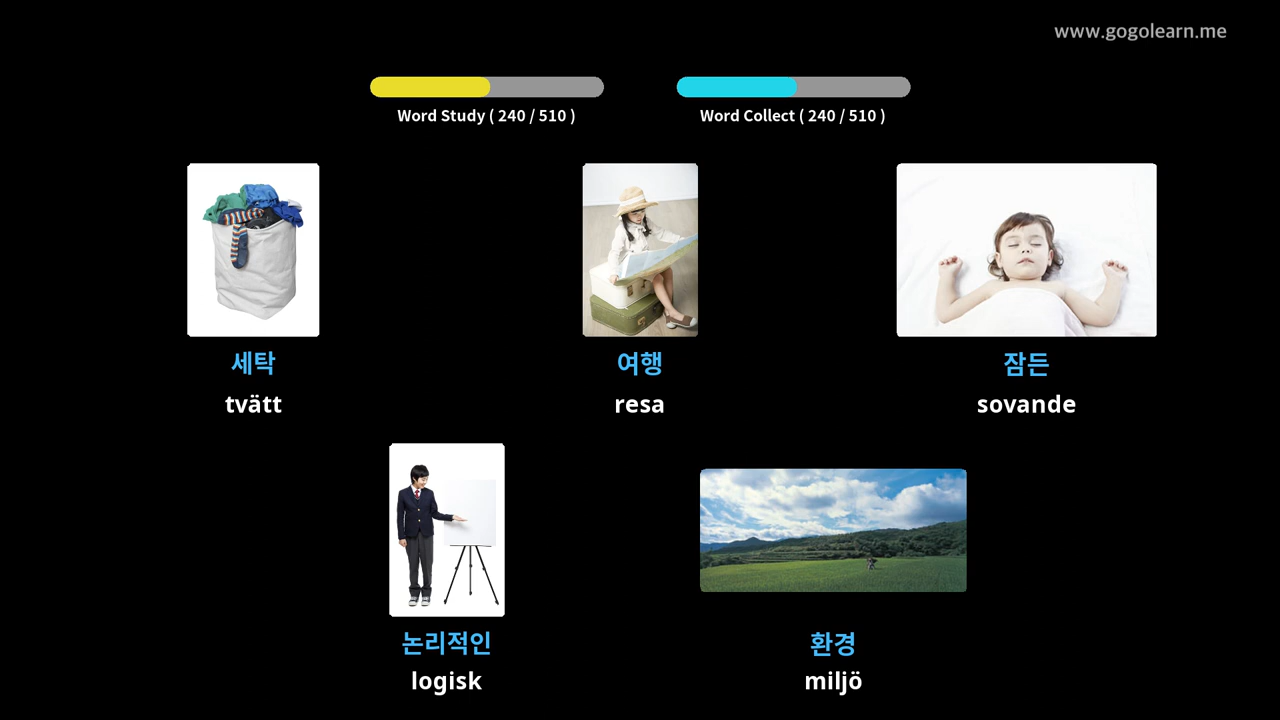 www.gogolearn.me
Word Study ( 240 / 510 )
Word Collect ( 240 / 510 )
세탁
tvätt
여행
resa
잠든
sovande
논리적인
logisk
환경
miljö